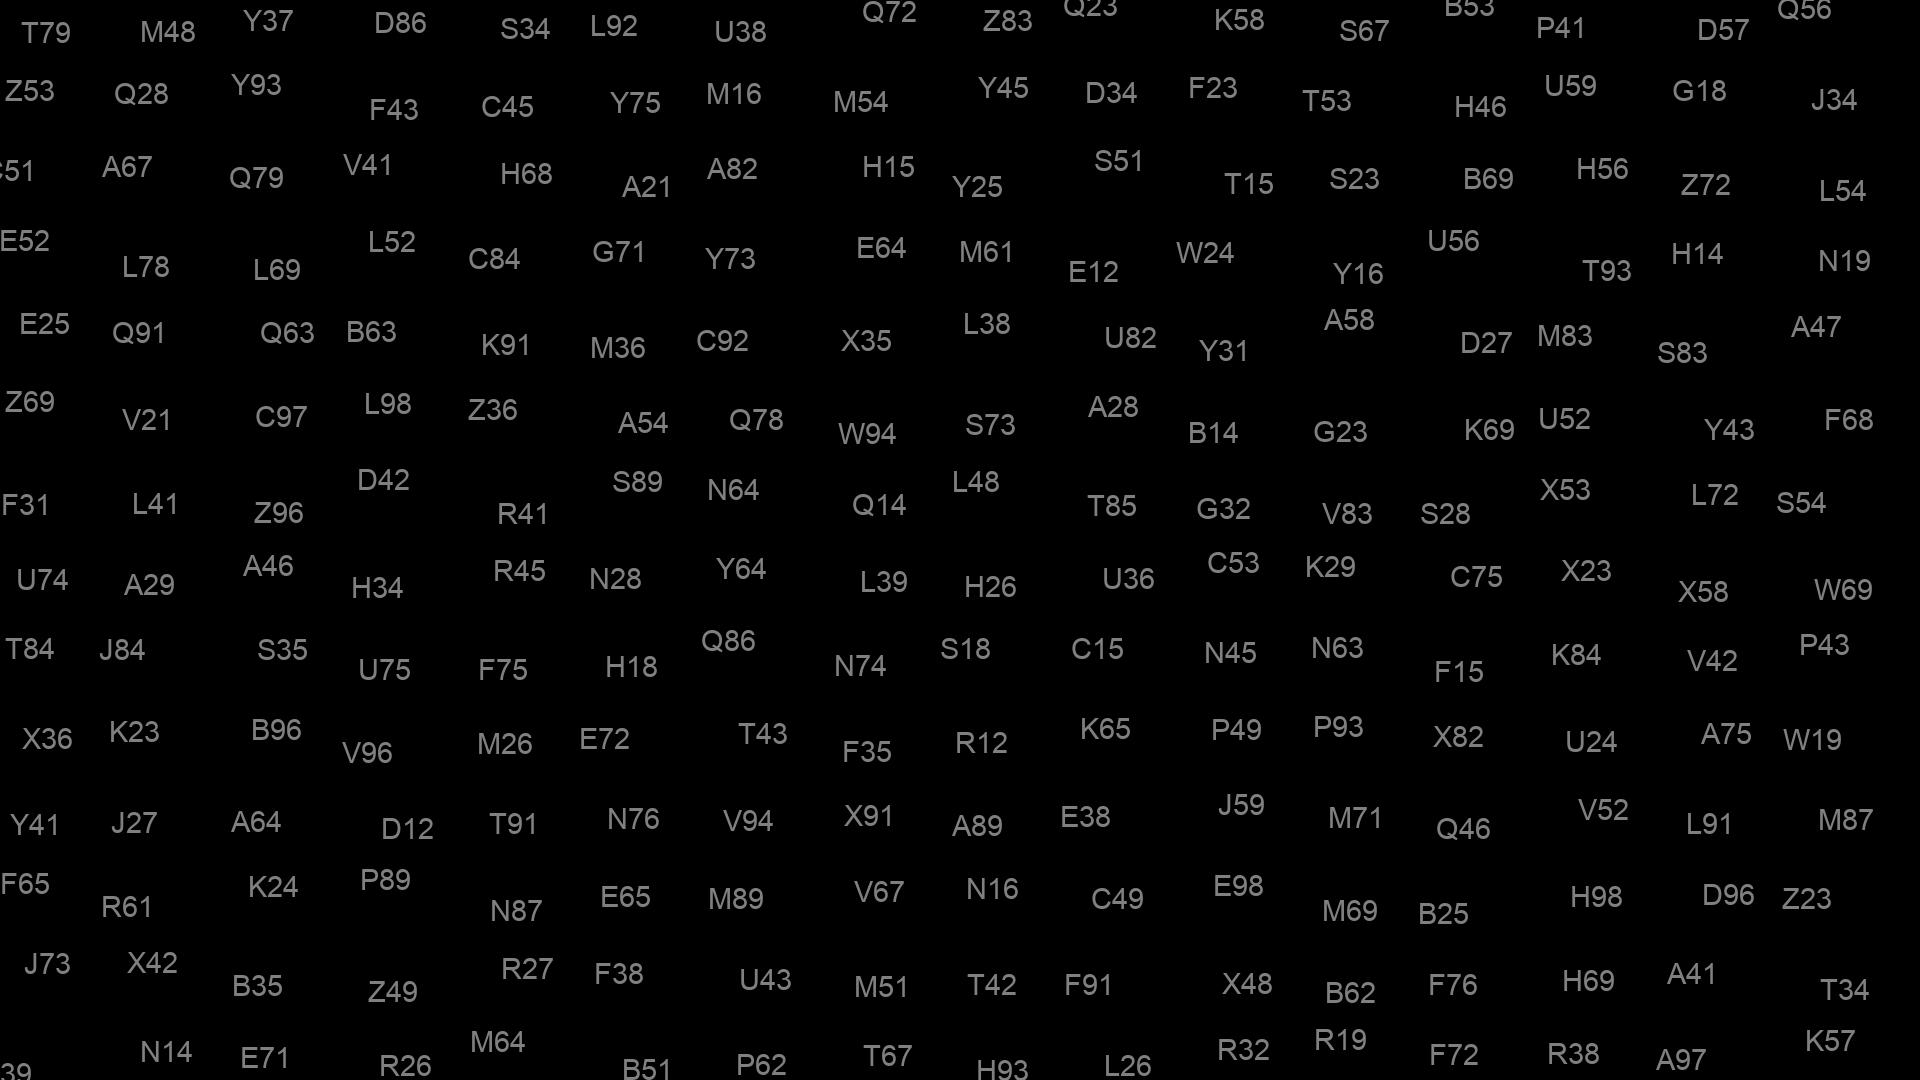 T79 M48 Y37 D86 S34 L92 U38 Q72 Z83 Q23 K58 S67 B53 P41 D57 Q56
Z53 Q28 Y93 F43 C45 Y75 M16 M54 Y45 D34 F23 T53 H46 U59 G18 J34
51 A67 Q79 V41 H68 A21 A82 H15 Y25 S51 T15 S23 B69 H56 Z72 L54
E52 L78 L69 L52 C84 G71 Y73 E64 M61 E12 W24 Y16 U56 T93 H14 N19
E25 Q91 Q63 B63 K91 M36 C92 X35 L38 U82 Y31 A58 D27 M83 S83 A47
Z69 V21 C97 L98 Z36 A54 Q78 W94 S73 A28 B14 G23 K69 U52 Y43 F68
F31 L41 Z96 D42 R41 S89 N64 Q14 L48 T85 G32 V83 S28 X53 L72 S54
U74 A29 A46 H34 R45 N28 Y64 L39 H26 U36 C53 K29 C75 X23 X58 W69
T84 J84 S35 U75 F75 H18 Q86 N74 S18 C15 N45 N63 F15 K84 V42 P43
X36 K23 B96 V96 M26 E72 T43 F35 R12 K65 P49 P93 X82 U24 A75 W19
Y41 J27 A64 D12 T91 N76 V94 X91 A89 E38 J59 M71 Q46 V52 L91 M87
F65 R61 K24 P89 N87 E65 M89 V67 N16 C49 E98 M69 B25 H98 D96 Z23
J73 X42 B35 Z49 R27 F38 U43 M51 T42 F91 X48 B62 F76 H69 A41 T34
39 N14 E71 R26 M64 B51 P62 T67 H93 L26 R32 R19 F72 R38 A97 K57